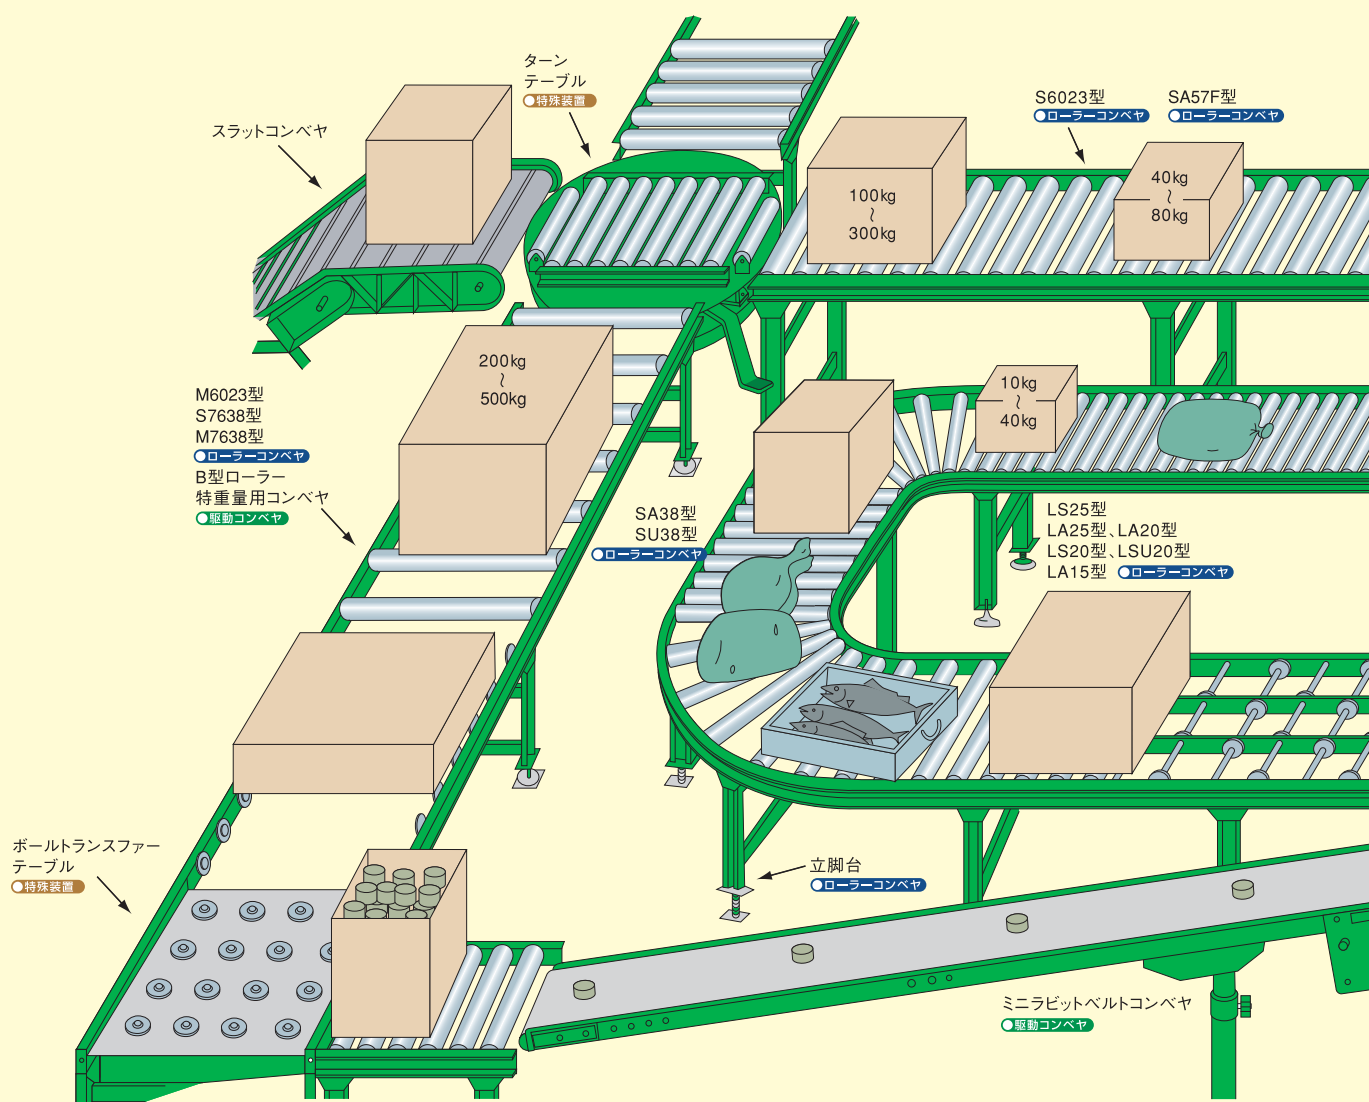 ターン
テーブル
特殊装置
スラットコンベヤ
S6023型
ローラーコンベヤ
SA57F型
ローラーコンベヤ
100kg
〜
300kg
40kg
〜
80kg
200kg
〜
500kg
10kg
〜
40kg
M6023型
S7638型
M7638型
ローラーコンベヤ
B型ローラー
特重量用コンベヤ
駆動コンベヤ
SA38型
SU38型
ローラーコンベヤ
LS25型
LA25型、LA20型
LS20型、LSU20型
LA15型 ローラーコンベヤ
ボールトランスファー
テーブル
特殊装置
立脚台
ローラーコンベヤ
ミニラビットベルトコンベヤ
駆動コンベヤ